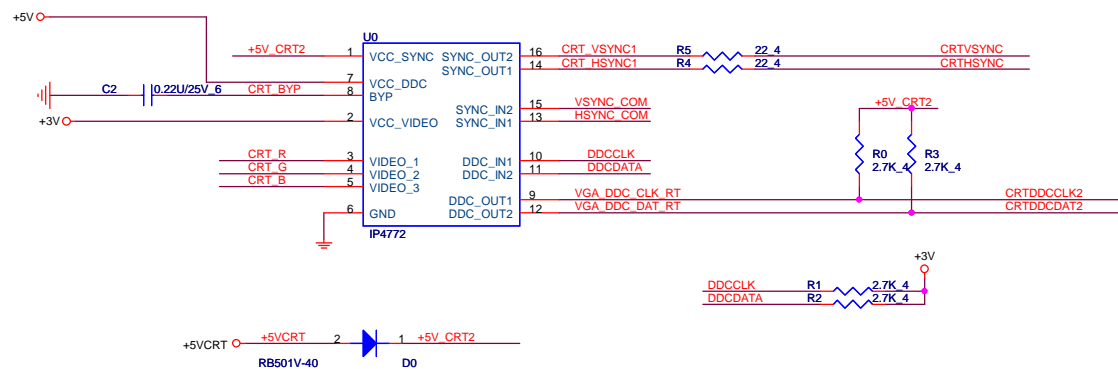 +5V
U0
+5V_CRT2 1 VCC_SYNC SYNC_OUT2 16 CRT_VSYNC1 R5 22_4 CRTVSYNC
SYNC_OUT1 14 CRT_HSYNC1 R4 22_4 CRTHSYNC
7 VCC_DDC
C2 0.22U/25V_6 CRT_BYP 8 BYP
SYNC_IN2 15 VSYNC_COM +5V_CRT2
+3V 2 VCC_VIDEO SYNC_IN1 13 HSYNC_COM
R0 R3
CRT_R 3 VIDEO_1 DDC_IN1 10 DDCCLK
CRT_G 4 VIDEO_2 DDC_IN2 11 DDCDATA 2.7K_4 2.7K_4
CRT_B 5 VIDEO_3
DDC_OUT1 9 VGA_DDC_CLK_RT CRTDDCCLK2
6 GND DDC_OUT2 12 VGA_DDC_DAT_RT CRTDDCDAT2
IP4772
+3V
DDCCLK R1 2.7K_4
DDCDATA R2 2.7K_4
+5VCRT +5VCRT 2 1 +5V_CRT2
RB501V-40 D0